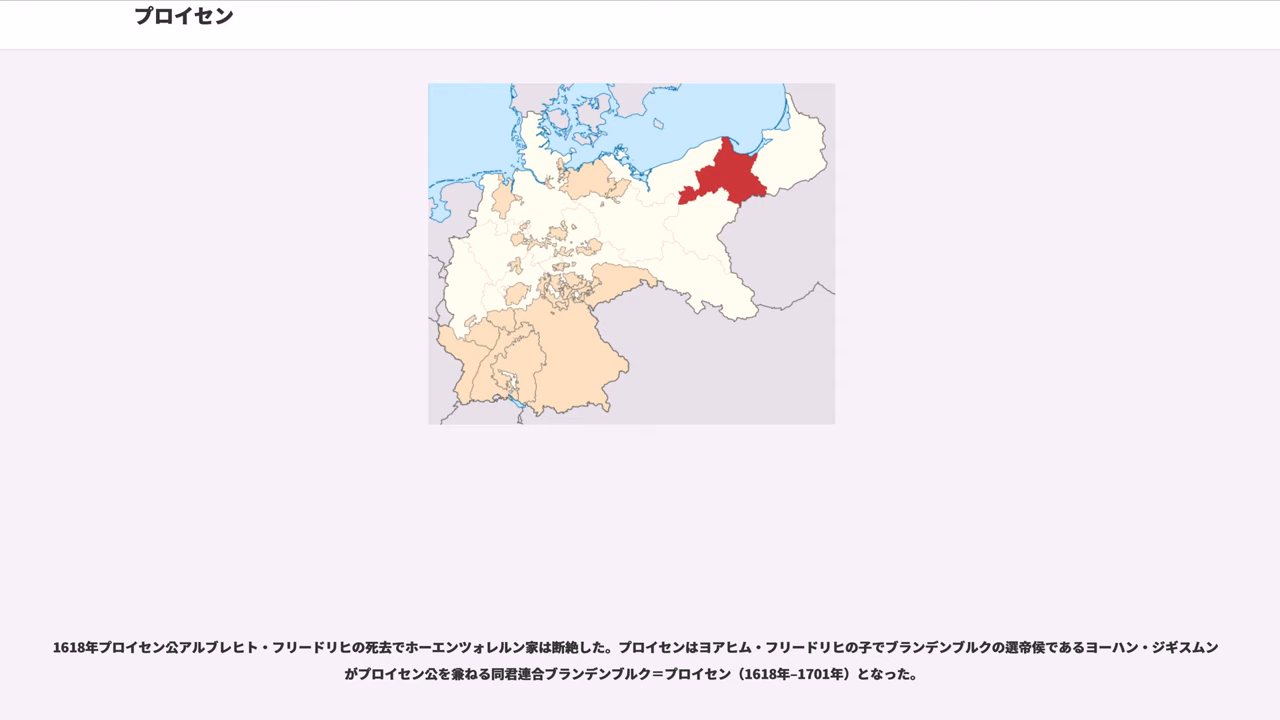 プロイセン
1618年プロイセン公アルブレヒト・フリードリヒの死去でホーエンツォレルン家は断絶した。プロイセンはヨアヒム・フリードリヒの子でブランデンブルクの選帝侯であるヨーハン・ジギスムン
がプロイセン公を兼ねる同君連合ブランデンブルク＝プロイセン（1618年–1701年）となった。